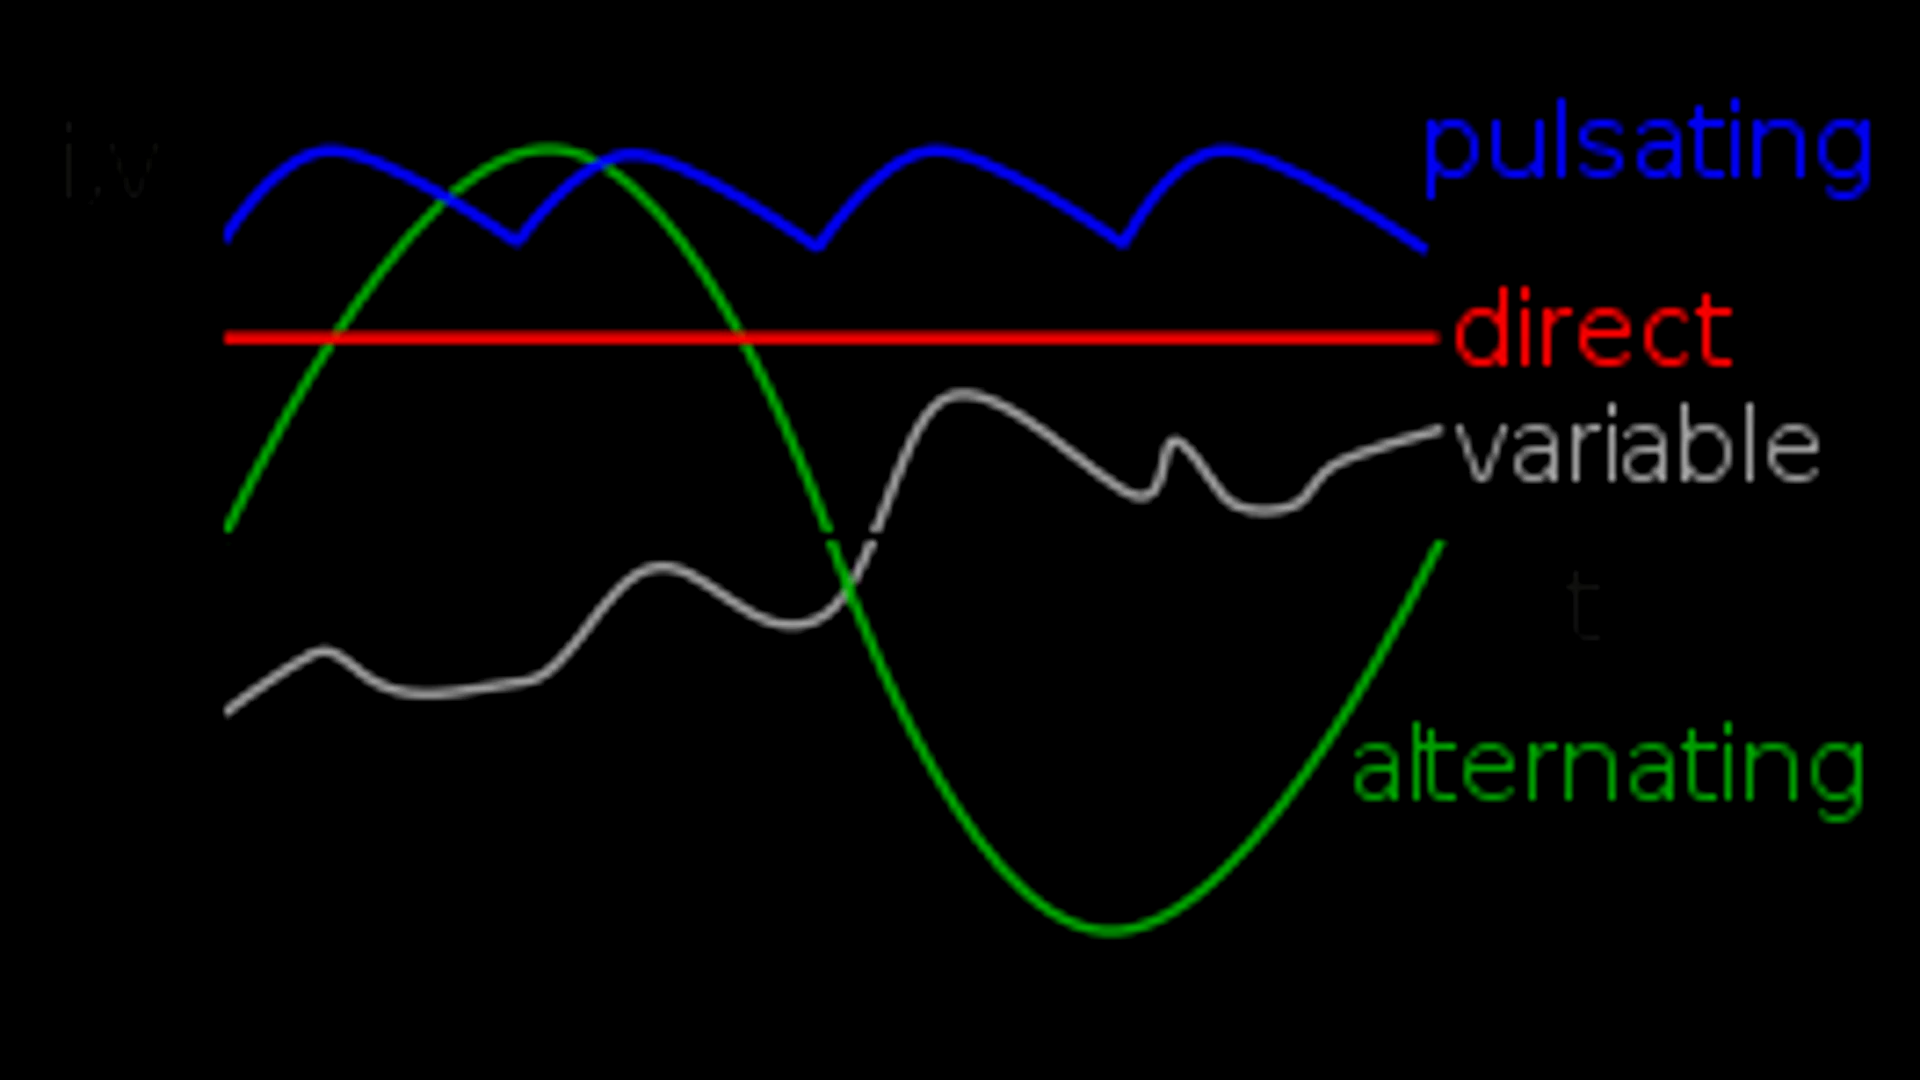 i,v
pulsating
direct
variable
t
alternating